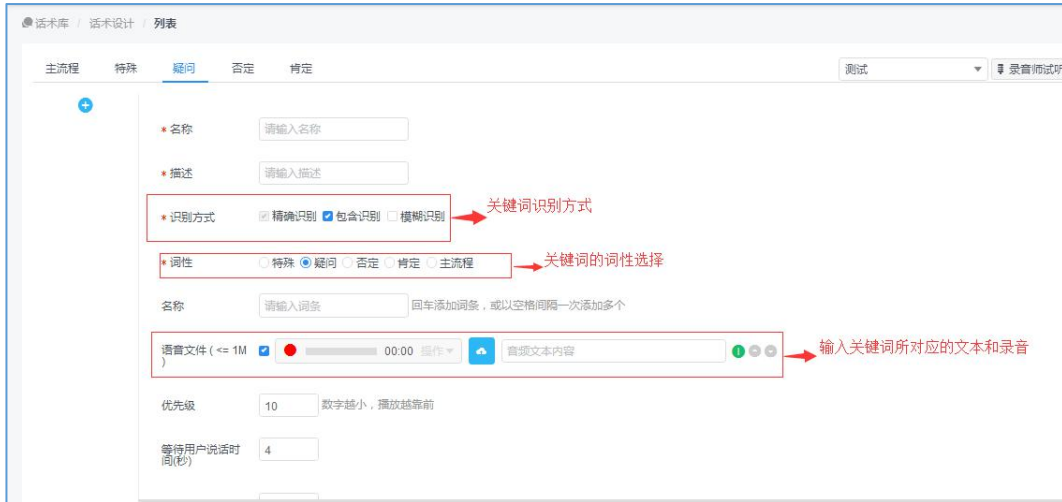 话术库 / 话术设计 / 列表
主流程 特殊 疑问 否定 肯定 测试 录音师试听
* 名称 请输入名称
* 描述 请输入描述
* 识别方式 精确识别 包含识别 模糊识别 关键词识别方式
* 词性 特殊 疑问 否定 肯定 主流程 关键词的词性选择
名称 请输入词条 回车添加词条，或以空格间隔一次添加多个
语音文件 ( <= 1M
) 00:00 操作 音频文本内容 输入关键词所对应的文本和录音
优先级 10 数字越小，播放越靠前
等待用户说话时
间(秒) 4